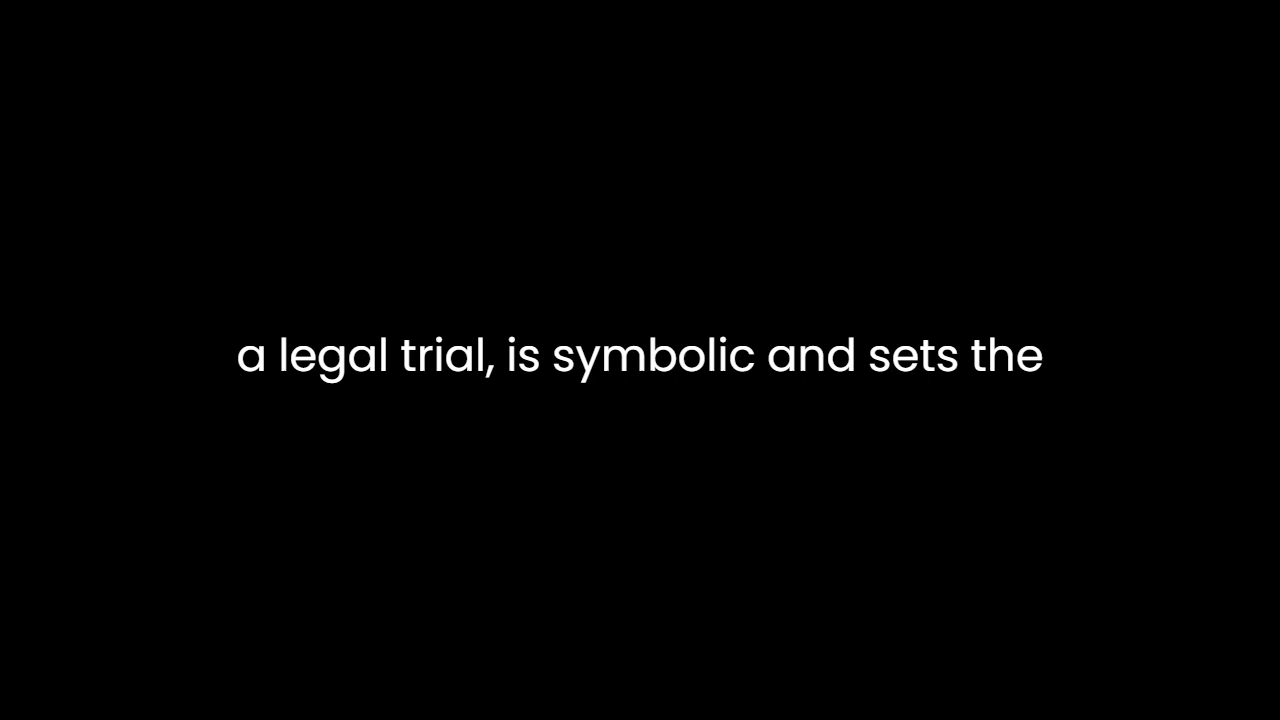 a legal trial, is symbolic and sets the